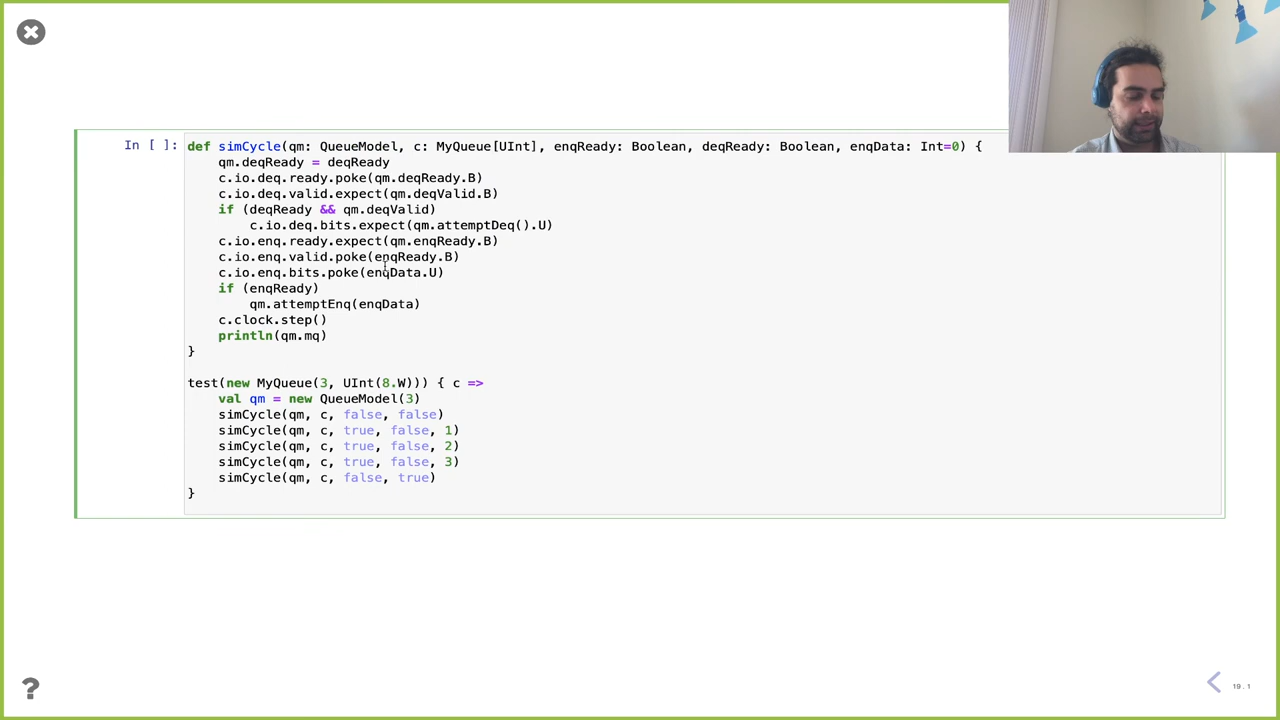 In [ ]:
def simCycle(qm: QueueModel, c: MyQueue[UInt], enqReady: Boolean, deqReady: Boolean, enqData: Int=0) {
    qm.deqReady = deqReady
    c.io.deq.ready.poke(qm.deqReady.B)
    c.io.deq.valid.expect(qm.deqValid.B)
    if (deqReady && qm.deqValid)
        c.io.deq.bits.expect(qm.attemptDeq().U)
    c.io.enq.ready.expect(qm.enqReady.B)
    c.io.enq.valid.poke(enqReady.B)
    c.io.enq.bits.poke(enqData.U)
    if (enqReady)
        qm.attemptEnq(enqData)
    c.clock.step()
    println(qm.mq)
}
test(new MyQueue(3, UInt(8.W))) { c =>
    val qm = new QueueModel(3)
    simCycle(qm, c, false, false)
    simCycle(qm, c, true, false, 1)
    simCycle(qm, c, true, false, 2)
    simCycle(qm, c, true, false, 3)
    simCycle(qm, c, false, true)
}
?
19 . 1